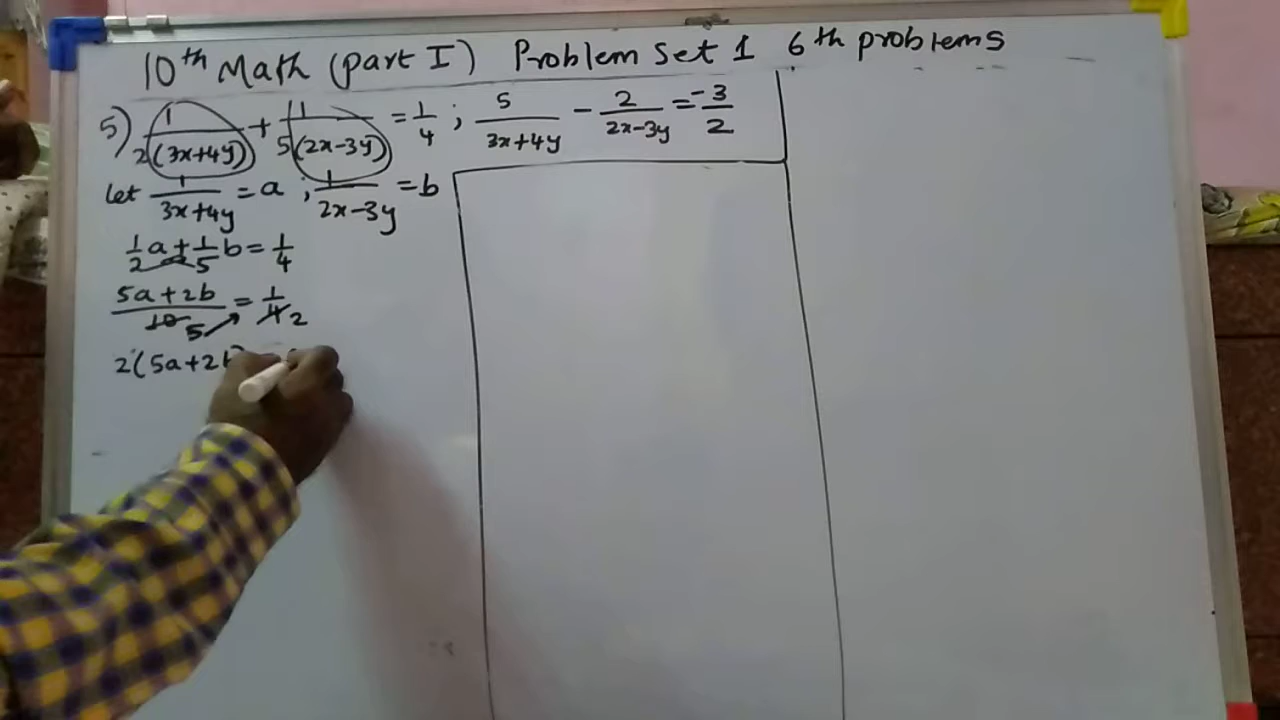 10th Math (part I) Problem set 1 6th problems
5) 1/2(3x+4y) + 1/5(2x-3y) = 1/4 ; 5/3x+4y - 2/2x-3y = -3/2
let 1/3x+4y = a ; 1/2x-3y = b
1/2 a + 1/5 b = 1/4
5a+2b/10 5 = 1/4 2
2(5a+2b